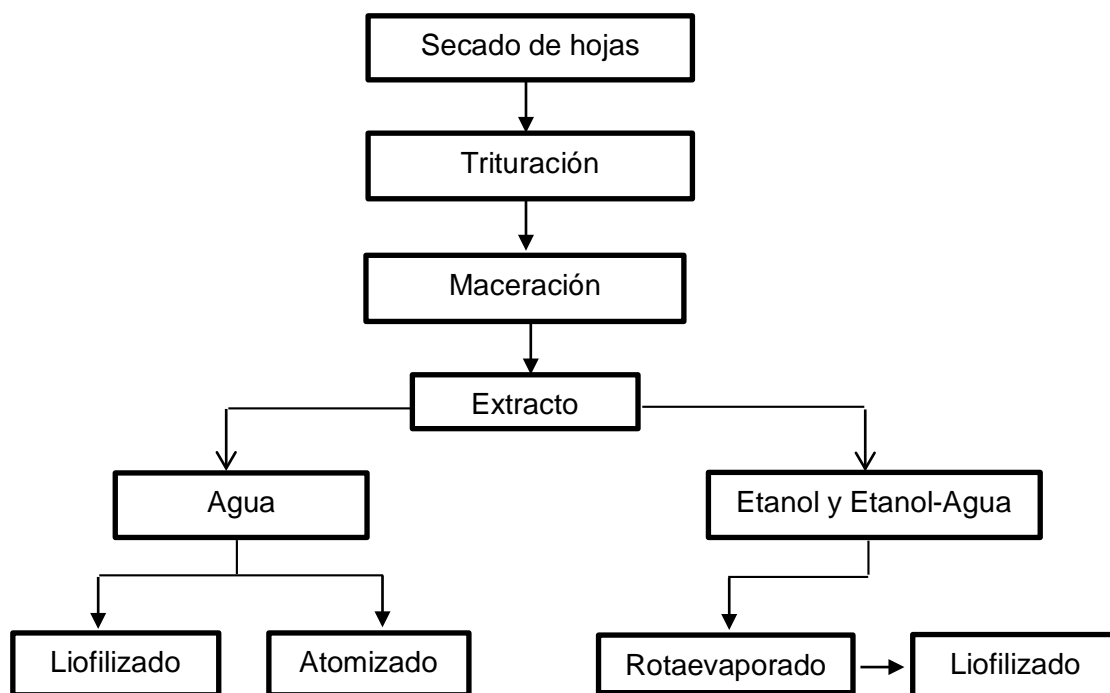 Secado de hojas
Trituración
Maceración
Extracto
Agua
Etanol y Etanol-Agua
Liofilizado
Atomizado
Rotaevaporado
Liofilizado